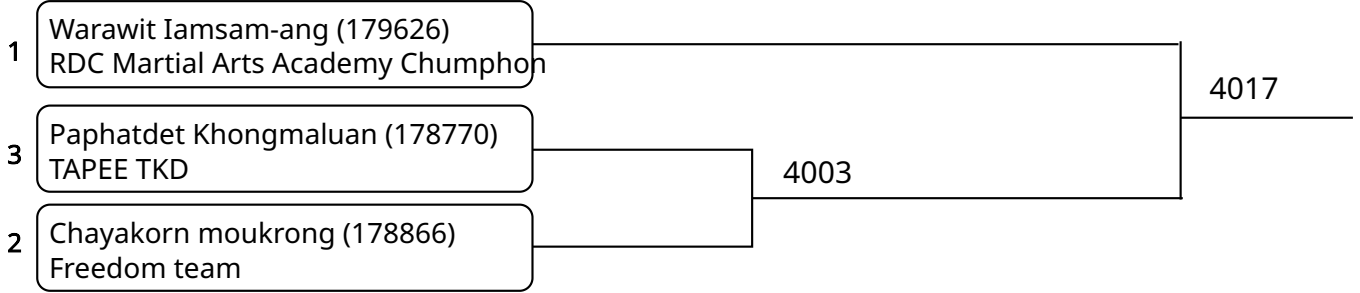 1
Warawit Iamsam-ang (179626)
RDC Martial Arts Academy Chumphon
4017
3
Paphatdet Khongmaluan (178770)
TAPEE TKD
4003
2
Chayakorn moukrong (178866)
Freedom team